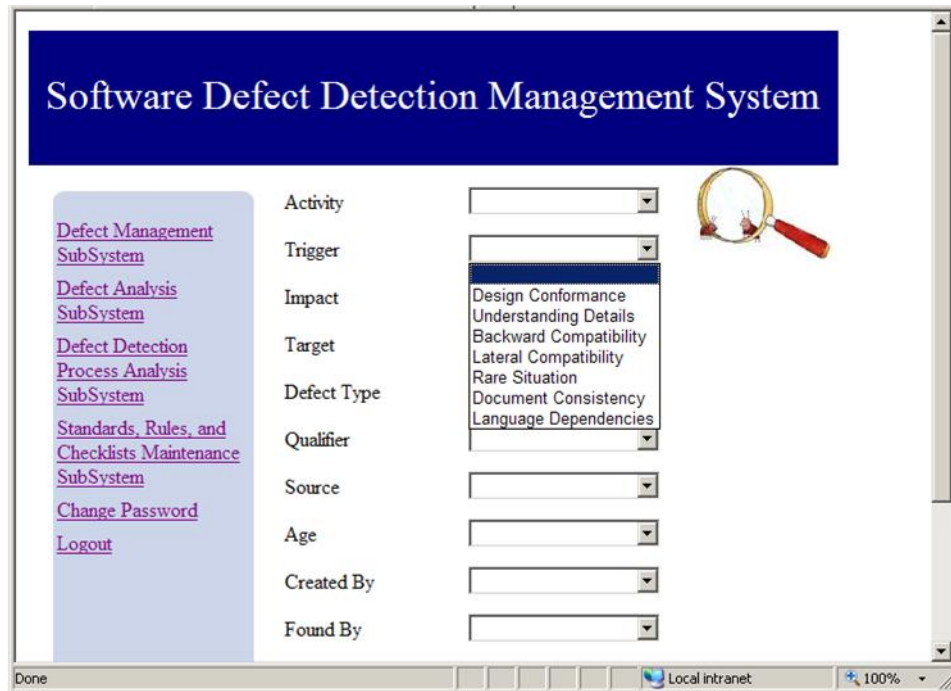 Software Defect Detection Management System
Defect Management
SubSystem
Defect Analysis
SubSystem
Defect Detection
Process Analysis
SubSystem
Standards, Rules, and
Checklists Maintenance
SubSystem
Change Password
Logout
Activity
Trigger
Design Conformance
Understanding Details
Backward Compatibility
Lateral Compatibility
Rare Situation
Document Consistency
Language Dependencies
Impact
Target
Defect Type
Qualifier
Source
Age
Created By
Found By
Done
Local intranet
100%